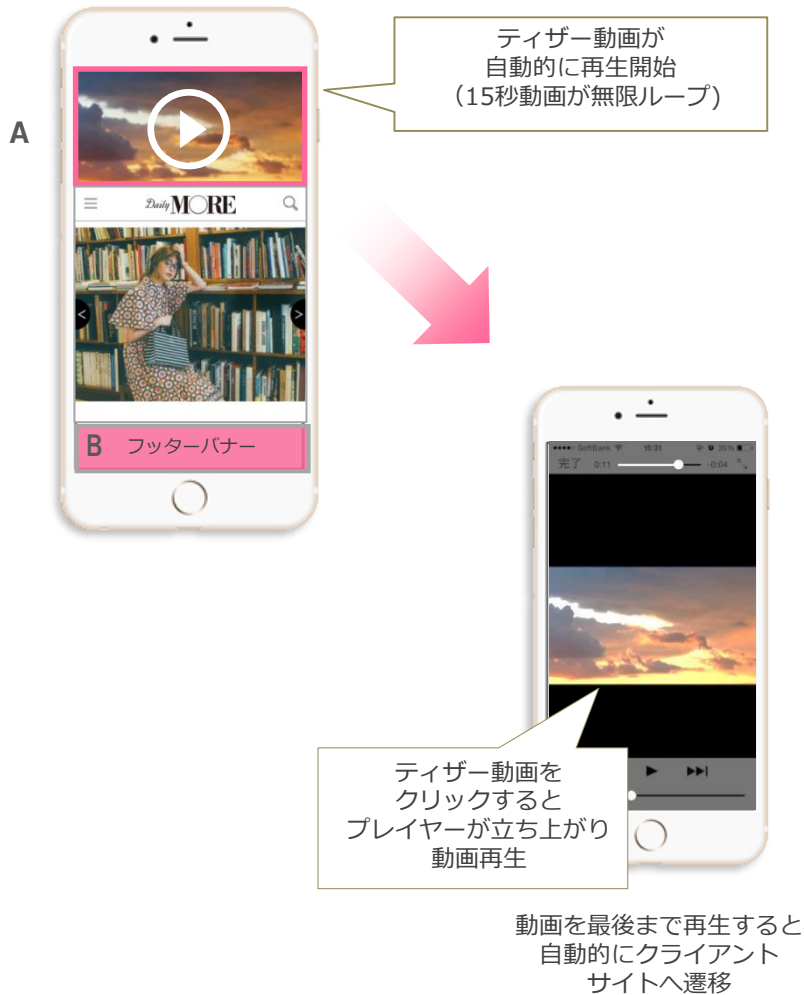 ティザー動画が
自動的に再生開始
（15秒動画が無限ループ)
A
Daily MORE
< >
B フッターバナー
SoftBank 15:31 35%
完了 0:11 -0:04
ティザー動画を
クリックすると
プレイヤーが立ち上がり
動画再生
動画を最後まで再生すると
自動的にクライアント
サイトへ遷移